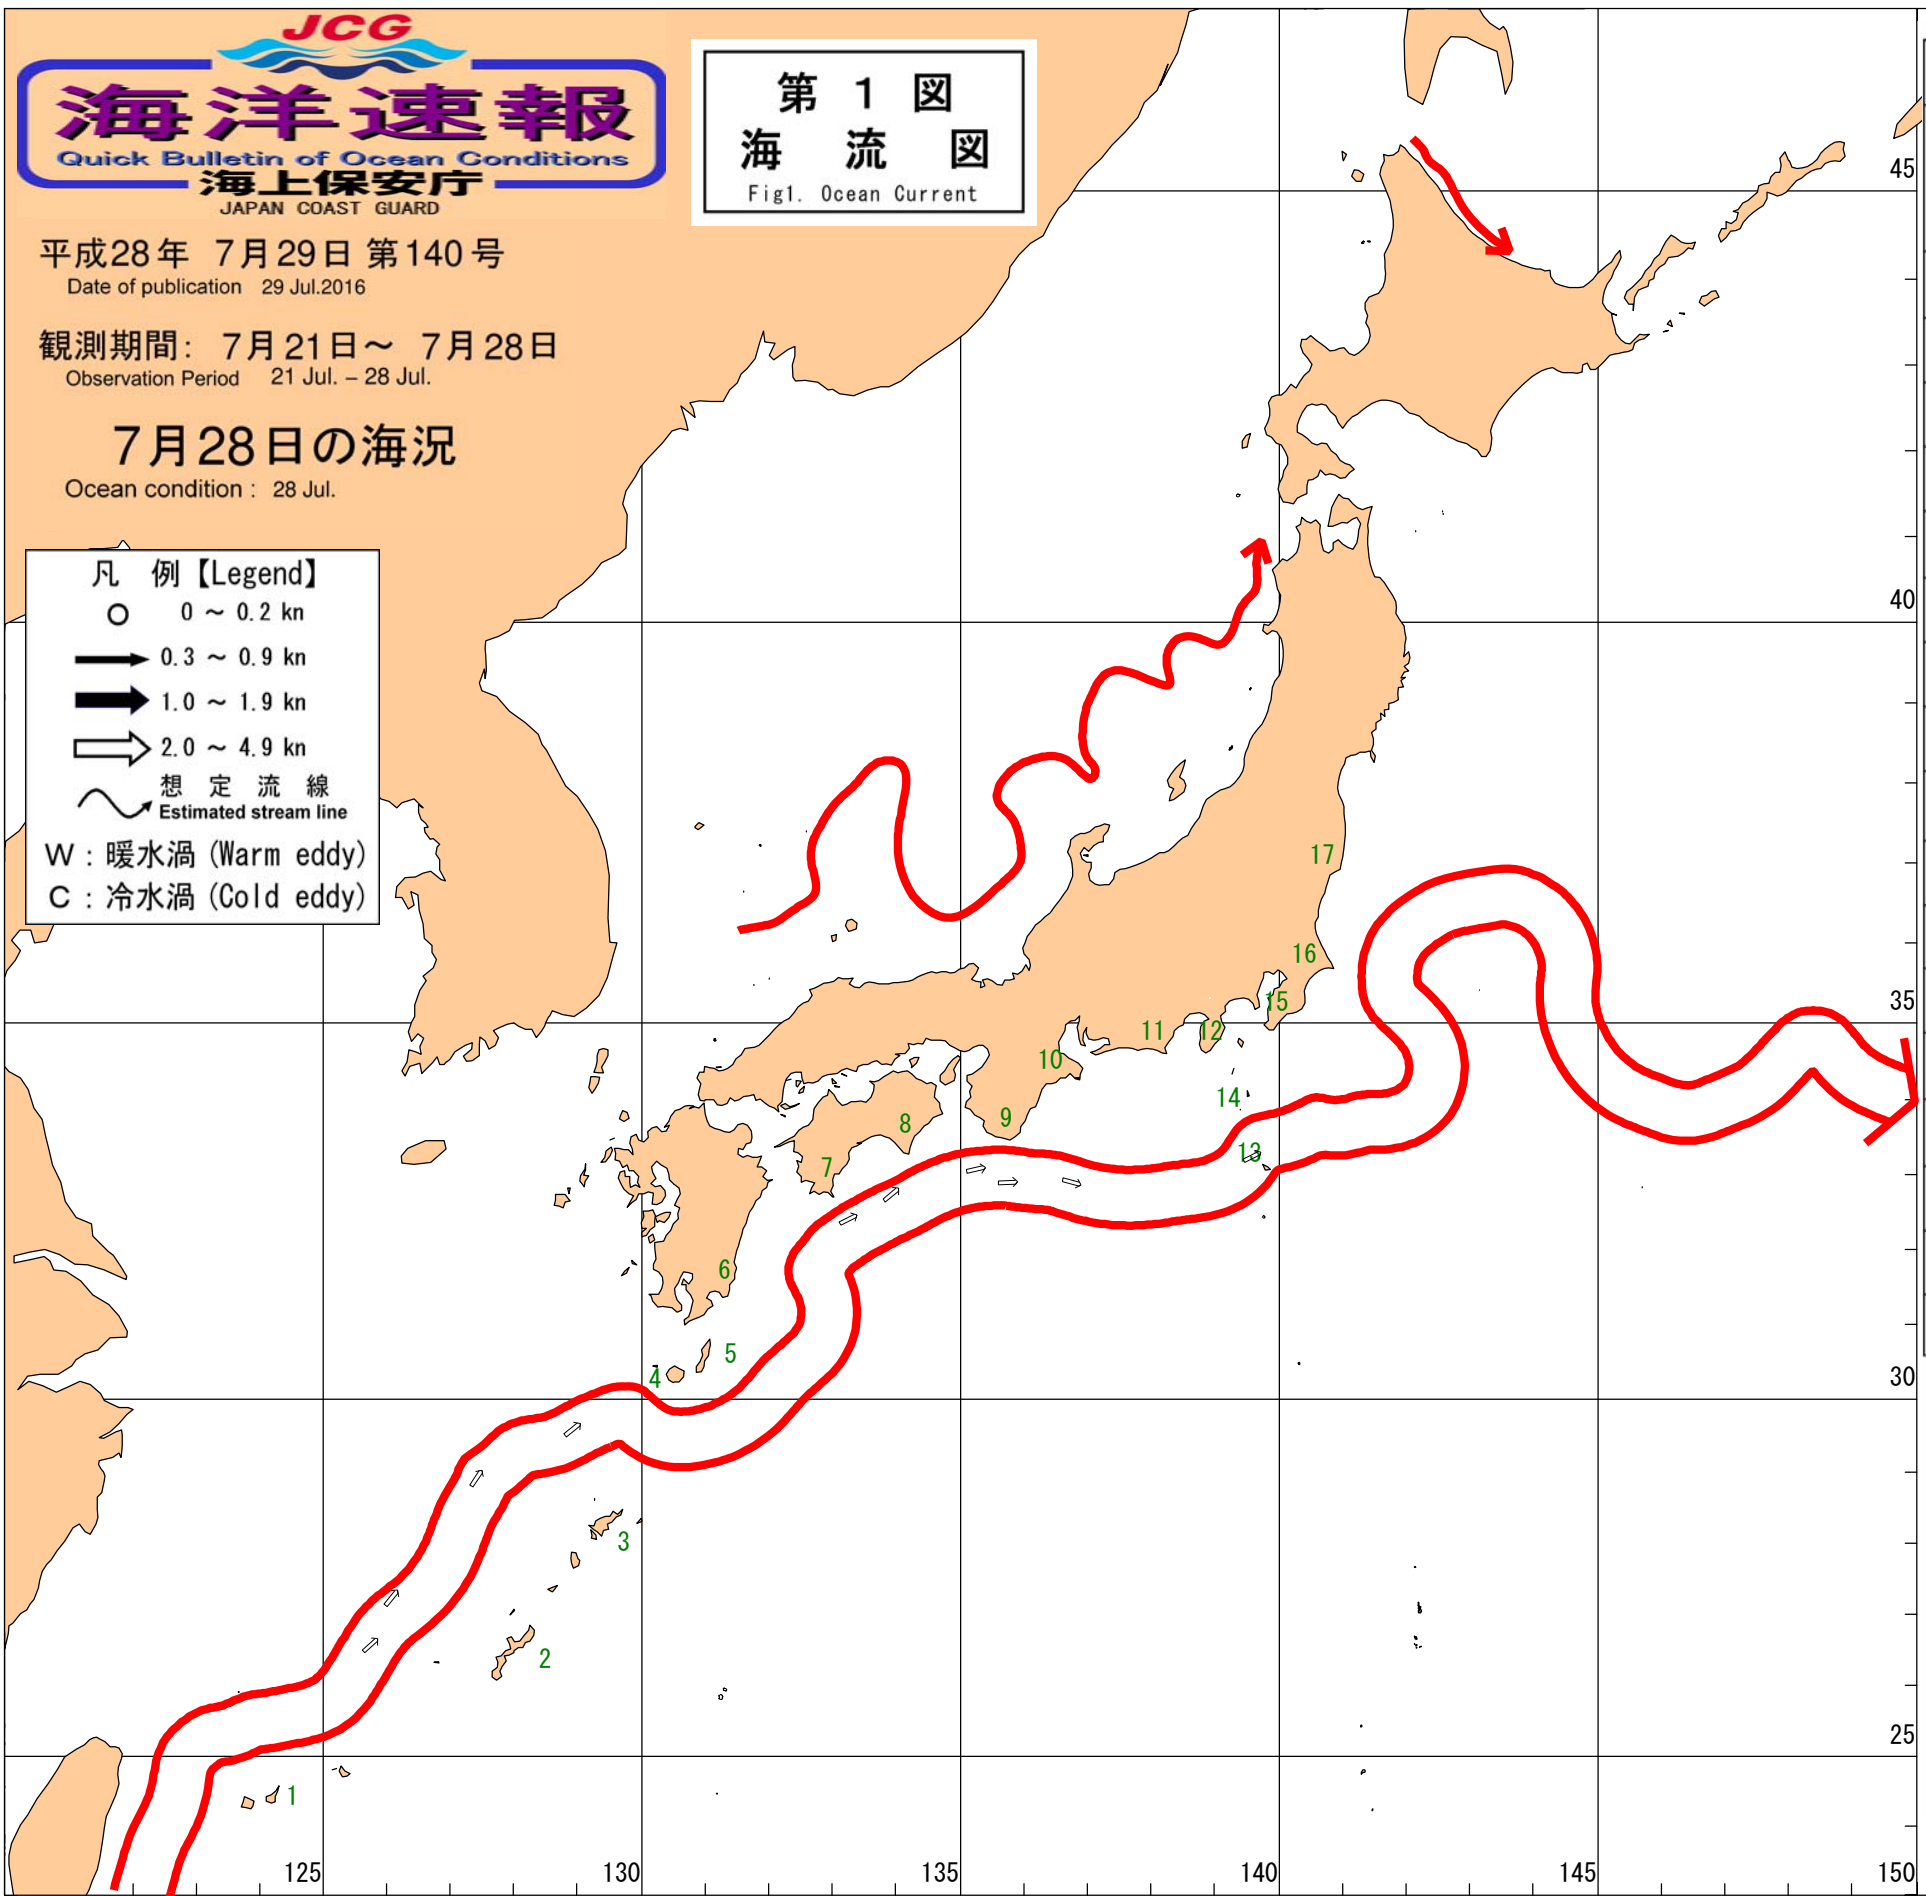 JCG
海洋速報
Quick Bulletin of Ocean Conditions
海上保安庁
JAPAN COAST GUARD
平成28年 7月29日 第140号
Date of publication 29 Jul.2016
観測期間: 7月21日～ 7月28日
Observation Period 21 Jul. – 28 Jul.
7月28日の海況
Ocean condition : 28 Jul.
第 1 図
海 流 図
Fig1. Ocean Current
凡 例【Legend】
0 ～ 0.2 kn
0.3 ～ 0.9 kn
1.0 ～ 1.9 kn
2.0 ～ 4.9 kn
想 定 流 線
Estimated stream line
W : 暖水渦 (Warm eddy)
C : 冷水渦 (Cold eddy)
45
40
17
16
35
15
12
11
10
14
9
8
13
7
6
5
4
30
3
2
25
1
125
130
135
140
145
150